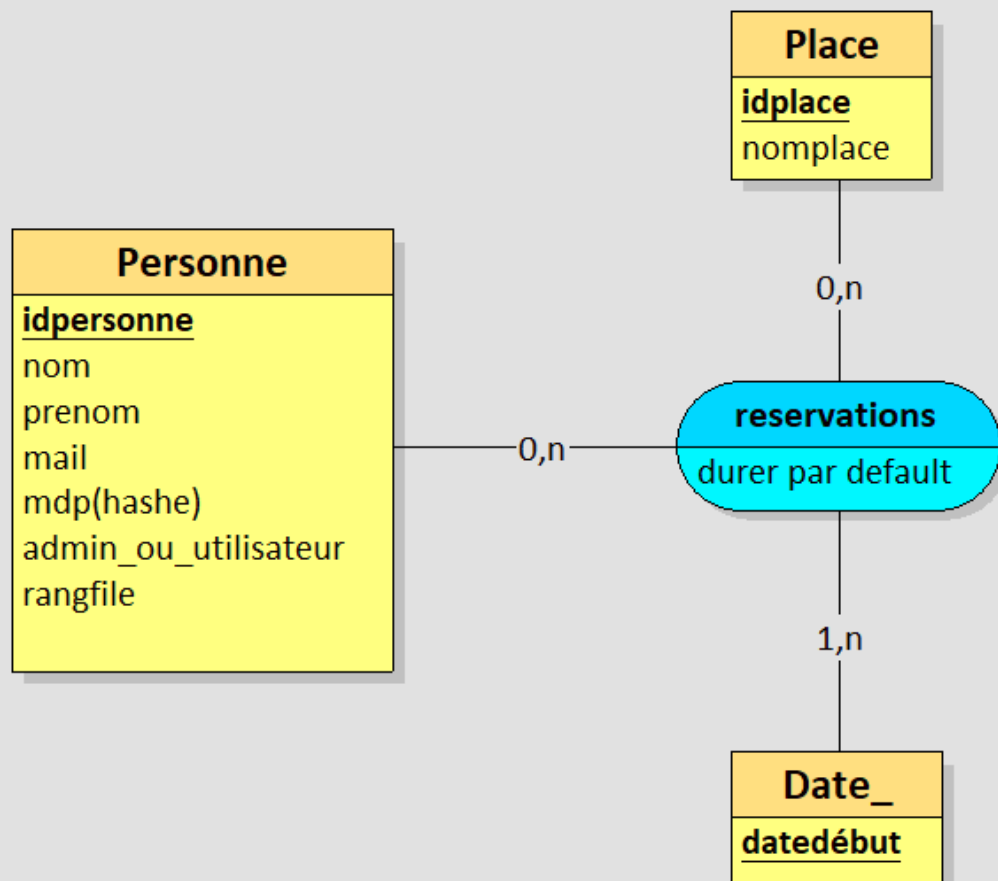 Place
idplace
nomplace
0,n
Personne
idpersonne
nom
prenom
mail
mdp(hashe)
admin_ou_utilisateur
rangfile
0,n
reservations
durer par default
1,n
Date_
datedébut